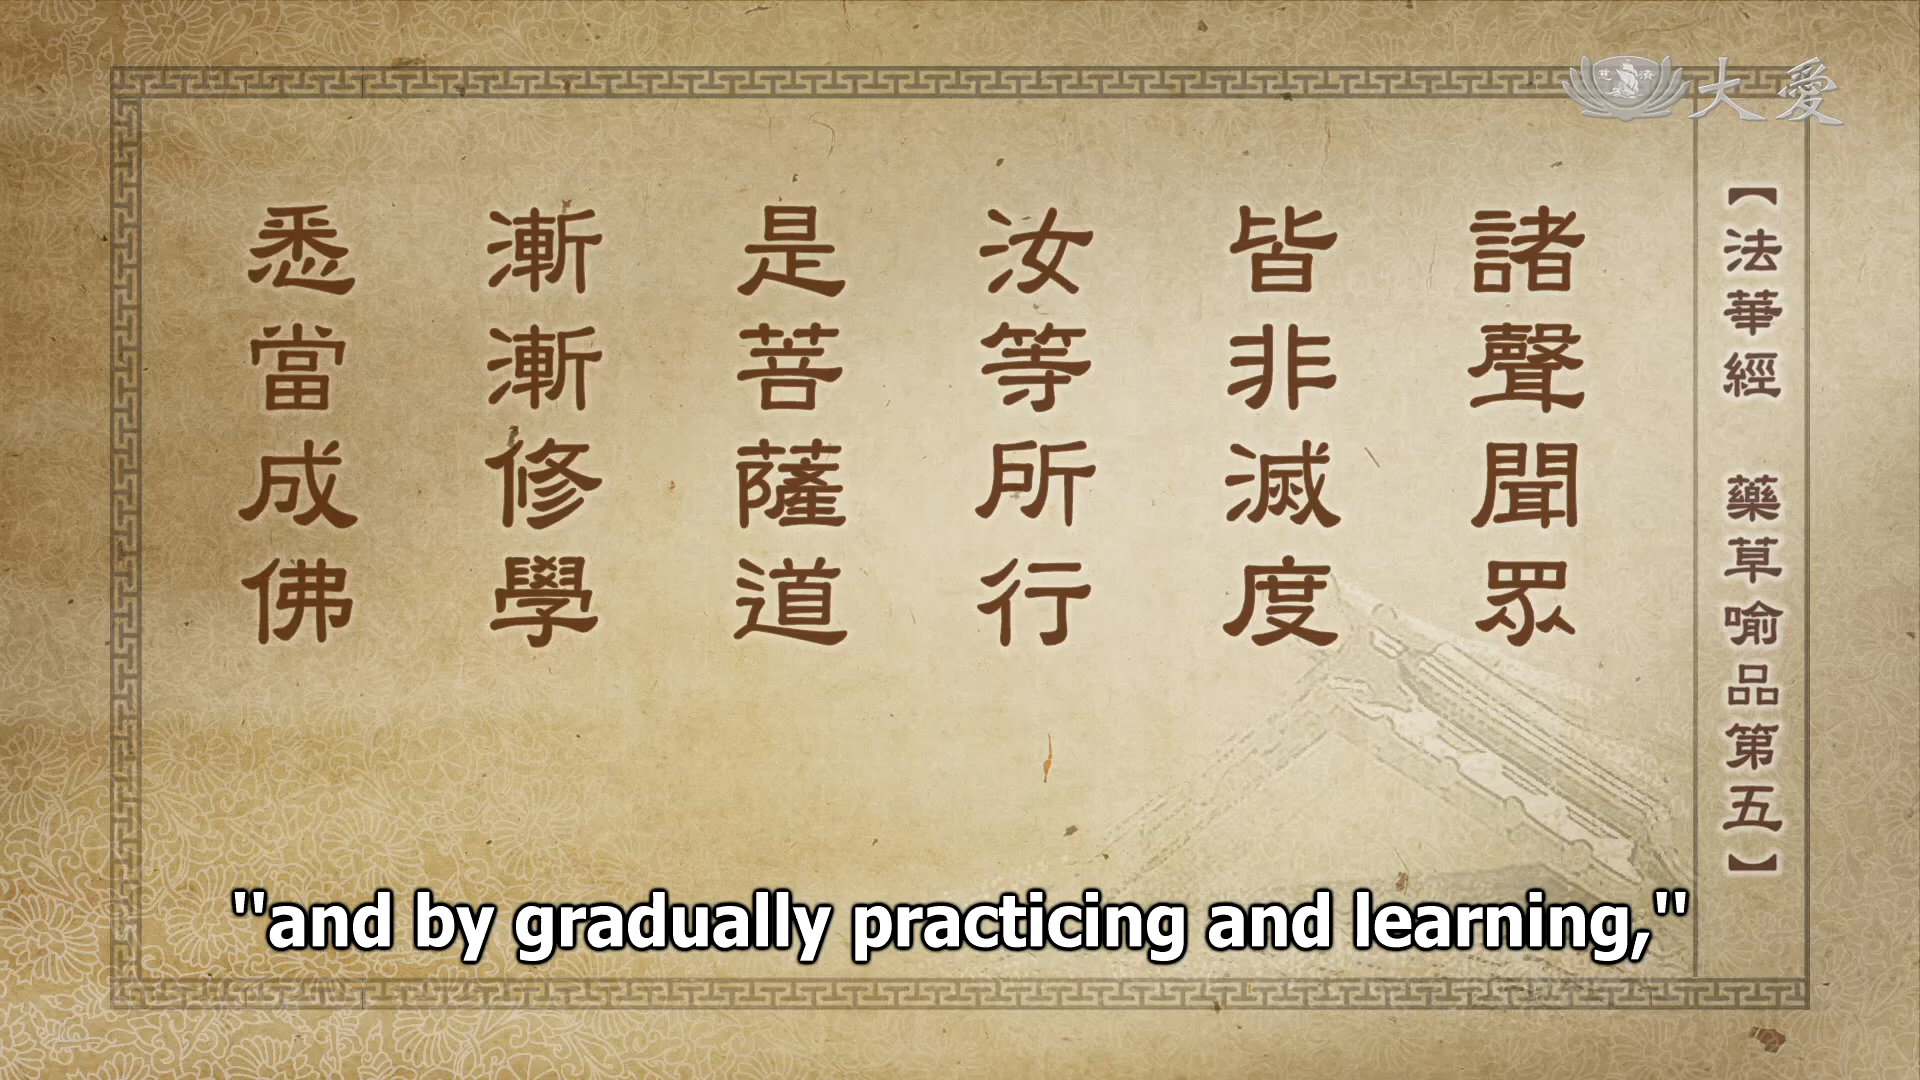 大愛
慈濟
【法華經 藥草喻品第五】
諸聲聞眾
皆非滅度
汝等所行
是菩薩道
漸漸修學
悉當成佛
"and by gradually practicing and learning,"